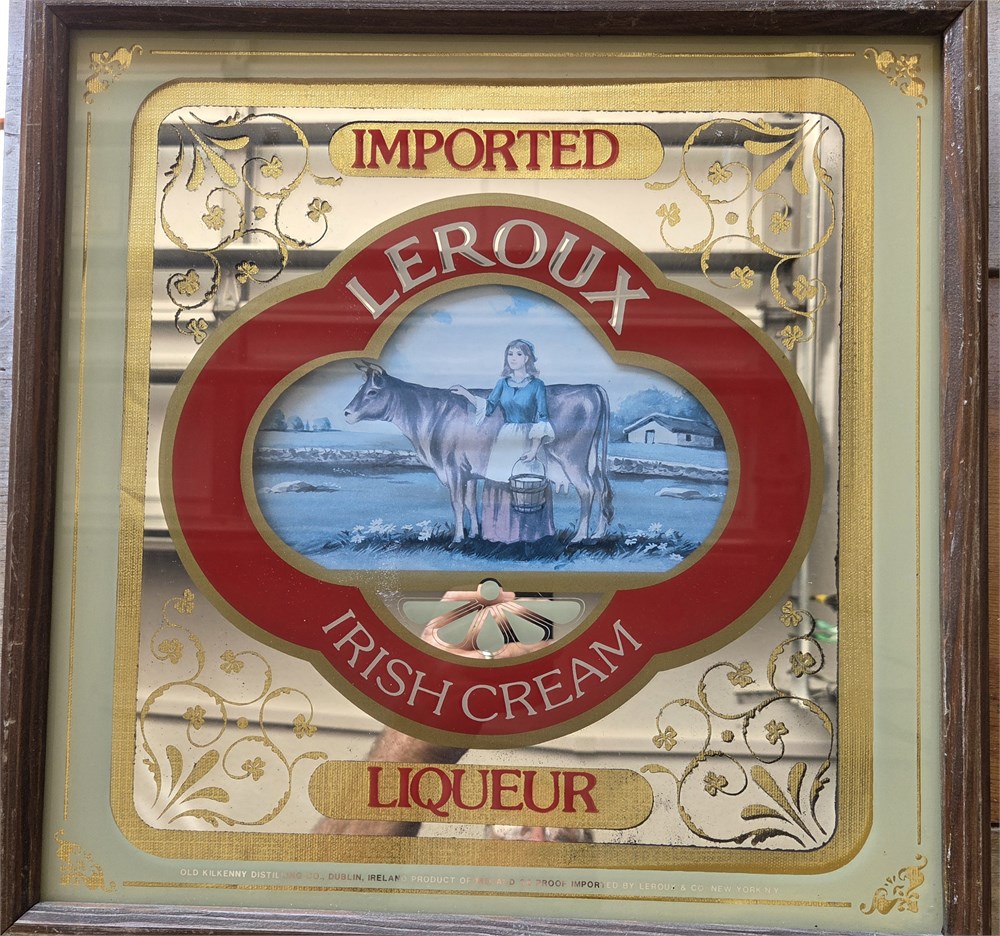 IMPORTED
LEROUX
IRISH CREAM
LIQUEUR
OLD KILKENNY DISTILLING CO., DUBLIN, IRELAND PRODUCT OF PROOF IMPORTED BY LEROUX & CO. NEW YORK N.Y.